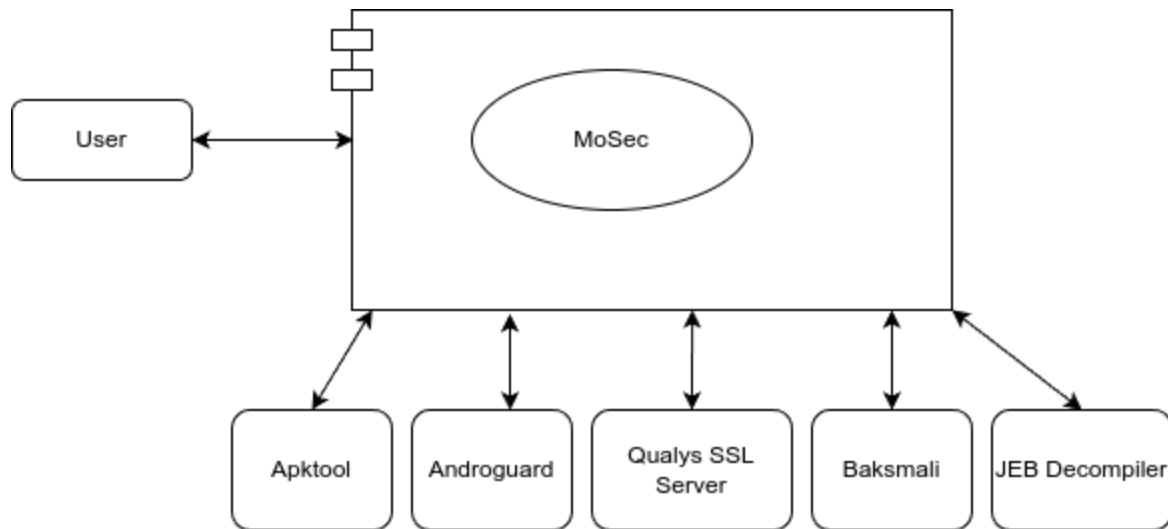 User
MoSec
Apktool
Androguard
Qualys SSL
Server
Baksmali
JEB Decompiler